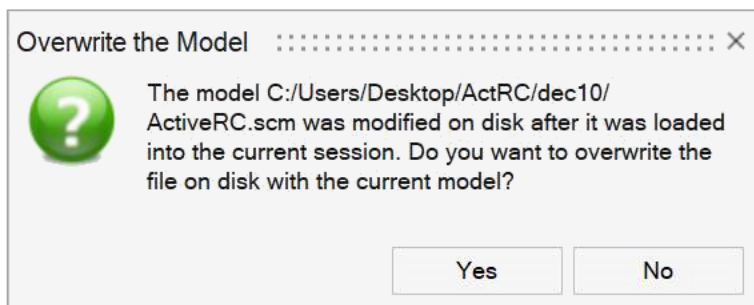 Overwrite the Model
The model C:/Users/Desktop/ActRC/dec10/
ActiveRC.scm was modified on disk after it was loaded
into the current session. Do you want to overwrite the
file on disk with the current model?
Yes No